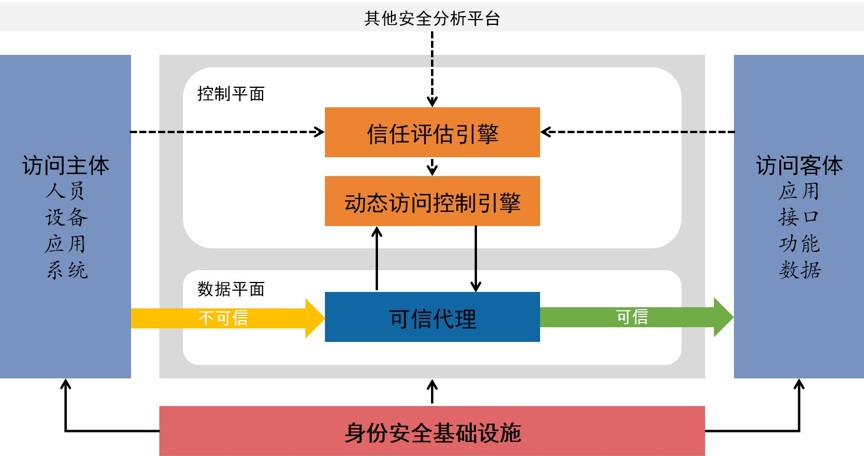 其他安全分析平台
控制平面
信任评估引擎
动态访问控制引擎
访问主体
人员
设备
应用
系统
访问客体
应用
接口
功能
数据
数据平面
不可信
可信代理
可信
身份安全基础设施